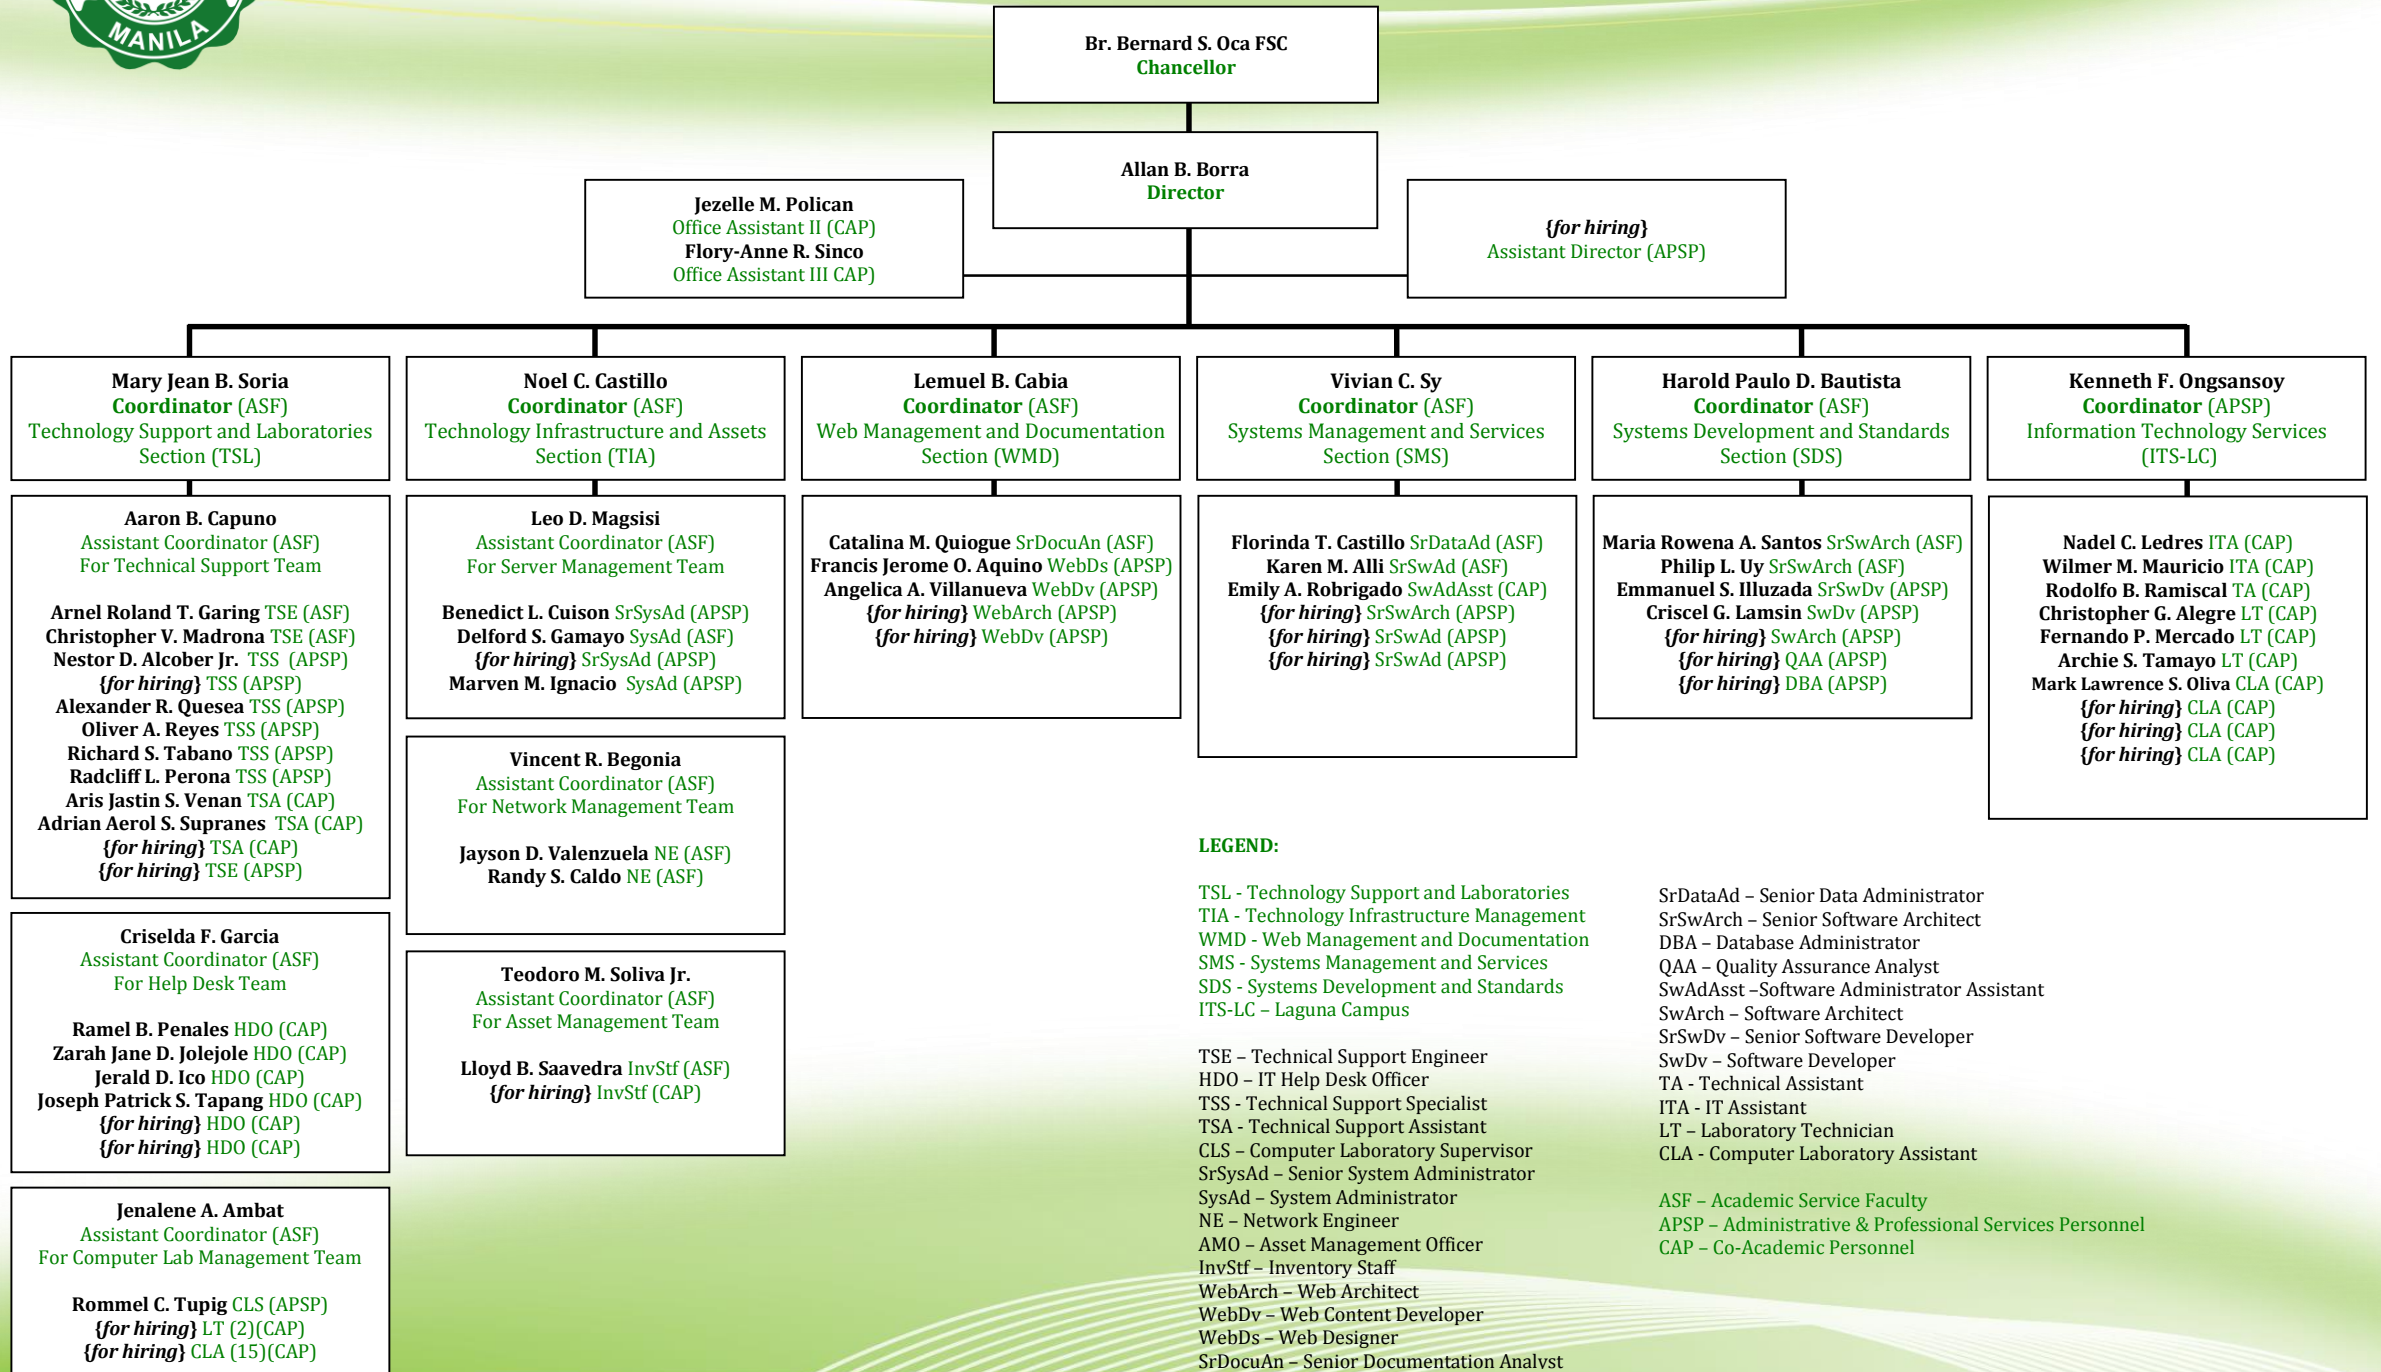 MANILA
Br. Bernard S. Oca FSC
Chancellor
Allan B. Borra
Director
Jezelle M. Polican
Office Assistant II (CAP)
Flory-Anne R. Sinco
Office Assistant III CAP)
{for hiring}
Assistant Director (APSP)
Mary Jean B. Soria
Coordinator (ASF)
Technology Support and Laboratories
Section (TSL)
Aaron B. Capuno
Assistant Coordinator (ASF)
For Technical Support Team
Arnel Roland T. Garing TSE (ASF)
Christopher V. Madrona TSE (ASF)
Nestor D. Alcober Jr. TSS (APSP)
{for hiring} TSS (APSP)
Alexander R. Quesea TSS (APSP)
Oliver A. Reyes TSS (APSP)
Richard S. Tabano TSS (APSP)
Radcliff L. Perona TSS (APSP)
Aris Jastin S. Venan TSA (CAP)
Adrian Aerol S. Supranes TSA (CAP)
{for hiring} TSA (CAP)
{for hiring} TSE (APSP)
Criselda F. Garcia
Assistant Coordinator (ASF)
For Help Desk Team
Ramel B. Penales HDO (CAP)
Zarah Jane D. Jolejole HDO (CAP)
Jerald D. Ico HDO (CAP)
Joseph Patrick S. Tapang HDO (CAP)
{for hiring} HDO (CAP)
{for hiring} HDO (CAP)
Jenalene A. Ambat
Assistant Coordinator (ASF)
For Computer Lab Management Team
Rommel C. Tupig CLS (APSP)
{for hiring} LT (2)(CAP)
{for hiring} CLA (15)(CAP)
Noel C. Castillo
Coordinator (ASF)
Technology Infrastructure and Assets
Section (TIA)
Leo D. Magsisi
Assistant Coordinator (ASF)
For Server Management Team
Benedict L. Cuison SrSysAd (APSP)
Delford S. Gamayo SysAd (ASF)
{for hiring} SrSysAd (APSP)
Marven M. Ignacio SysAd (APSP)
Vincent R. Begonia
Assistant Coordinator (ASF)
For Network Management Team
Jayson D. Valenzuela NE (ASF)
Randy S. Caldo NE (ASF)
Teodoro M. Soliva Jr.
Assistant Coordinator (ASF)
For Asset Management Team
Lloyd B. Saavedra InvStf (ASF)
{for hiring} InvStf (CAP)
Lemuel B. Cabia
Coordinator (ASF)
Web Management and Documentation
Section (WMD)
Catalina M. Quiogue SrDocuAn (ASF)
Francis Jerome O. Aquino WebDs (APSP)
Angelica A. Villanueva WebDv (APSP)
{for hiring} WebArch (APSP)
{for hiring} WebDv (APSP)
Vivian C. Sy
Coordinator (ASF)
Systems Management and Services
Section (SMS)
Florinda T. Castillo SrDataAd (ASF)
Karen M. Alli SrSwAd (ASF)
Emily A. Robrigado SwAdAsst (CAP)
{for hiring} SrSwArch (APSP)
{for hiring} SrSwAd (APSP)
{for hiring} SrSwAd (APSP)
Harold Paulo D. Bautista
Coordinator (ASF)
Systems Development and Standards
Section (SDS)
Maria Rowena A. Santos SrSwArch (ASF)
Philip L. Uy SrSwArch (ASF)
Emmanuel S. Illuzada SrSwDv (APSP)
Criscel G. Lamsin SwDv (APSP)
{for hiring} SwArch (APSP)
{for hiring} QAA (APSP)
{for hiring} DBA (APSP)
Kenneth F. Ongsansoy
Coordinator (APSP)
Information Technology Services
(ITS-LC)
Nadel C. Ledres ITA (CAP)
Wilmer M. Mauricio ITA (CAP)
Rodolfo B. Ramiscal TA (CAP)
Christopher G. Alegre LT (CAP)
Fernando P. Mercado LT (CAP)
Archie S. Tamayo LT (CAP)
Mark Lawrence S. Oliva CLA (CAP)
{for hiring} CLA (CAP)
{for hiring} CLA (CAP)
{for hiring} CLA (CAP)
LEGEND:
TSL - Technology Support and Laboratories
TIA - Technology Infrastructure Management
WMD - Web Management and Documentation
SMS - Systems Management and Services
SDS - Systems Development and Standards
ITS-LC – Laguna Campus
TSE – Technical Support Engineer
HDO – IT Help Desk Officer
TSS - Technical Support Specialist
TSA - Technical Support Assistant
CLS – Computer Laboratory Supervisor
SrSysAd – Senior System Administrator
SysAd – System Administrator
NE – Network Engineer
AMO – Asset Management Officer
InvStf – Inventory Staff
WebArch – Web Architect
WebDv – Web Content Developer
WebDs – Web Designer
SrDocuAn – Senior Documentation Analyst
SrDataAd – Senior Data Administrator
SrSwArch – Senior Software Architect
DBA – Database Administrator
QAA – Quality Assurance Analyst
SwAdAsst –Software Administrator Assistant
SwArch – Software Architect
SrSwDv – Senior Software Developer
SwDv – Software Developer
TA - Technical Assistant
ITA - IT Assistant
LT – Laboratory Technician
CLA - Computer Laboratory Assistant
ASF – Academic Service Faculty
APSP – Administrative & Professional Services Personnel
CAP – Co-Academic Personnel